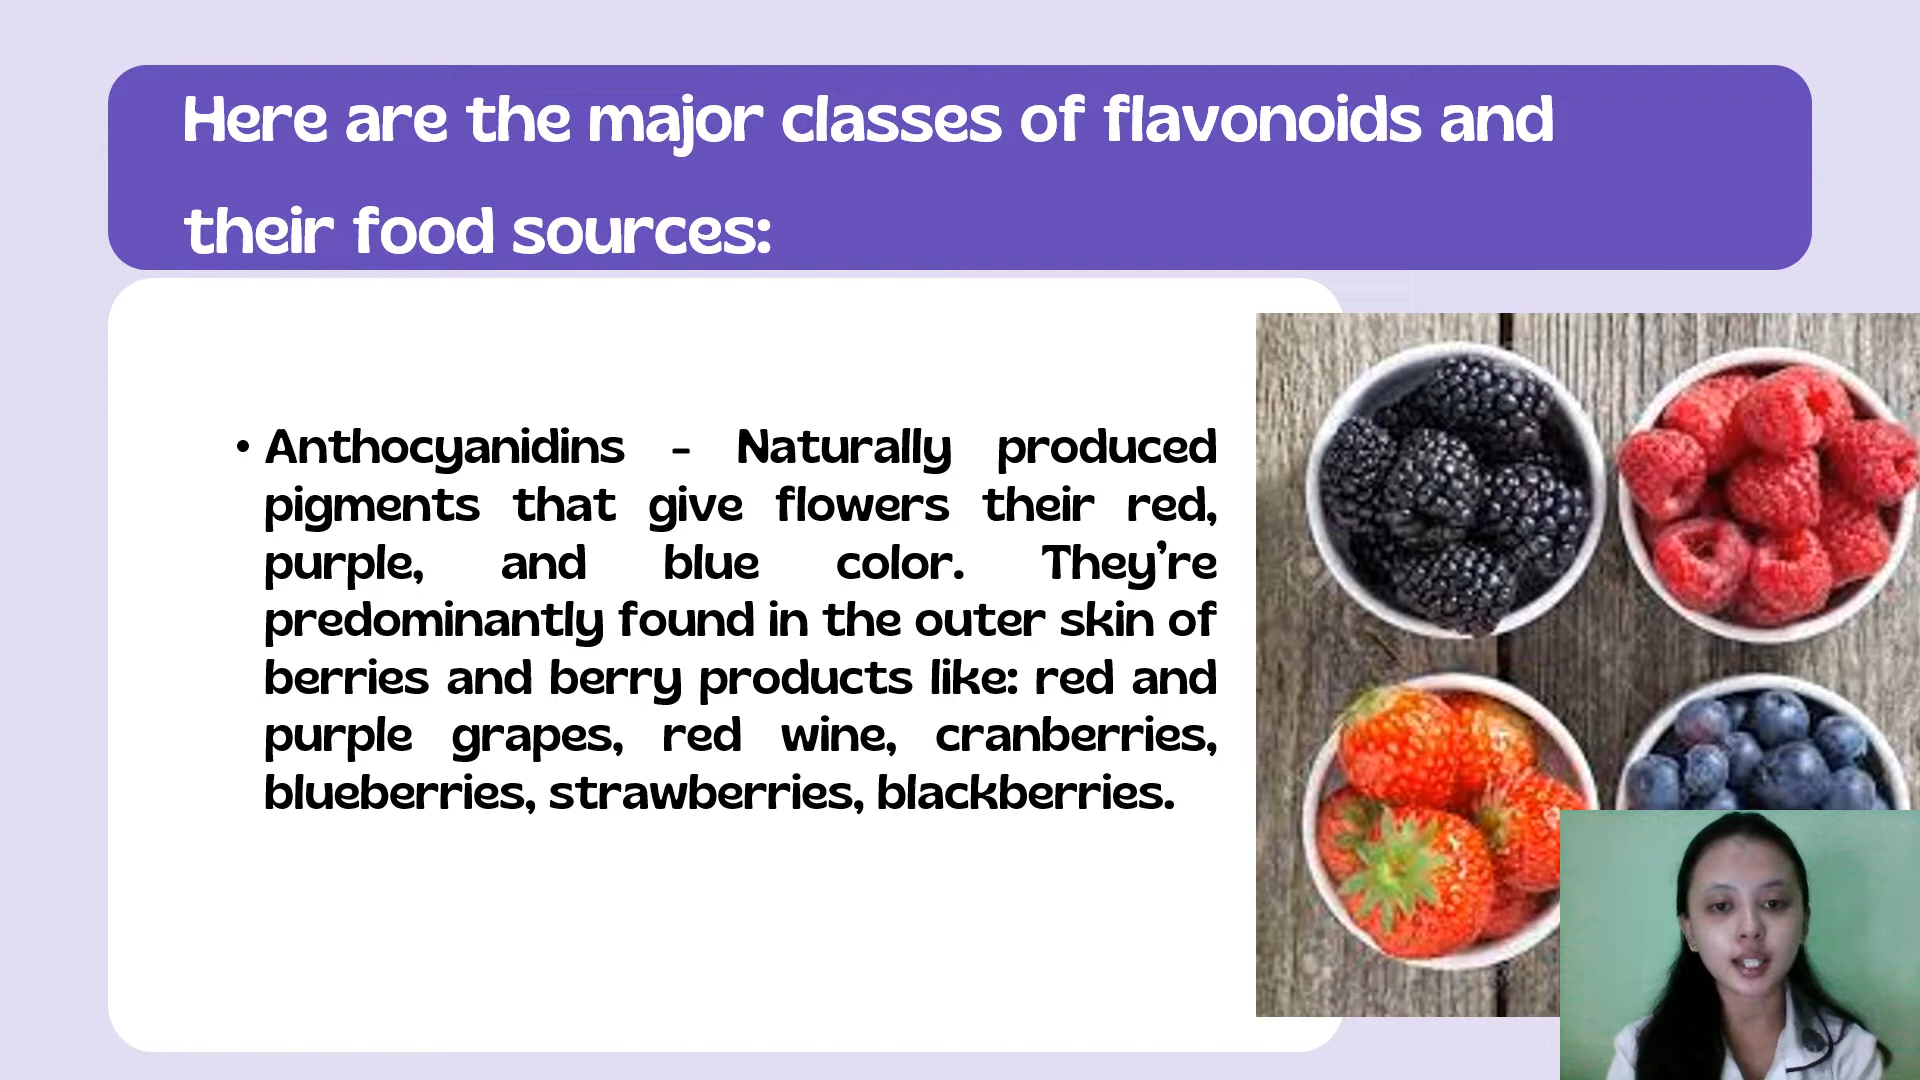 Here are the major classes of flavonoids and
their food sources:
• Anthocyanidins - Naturally produced
pigments that give flowers their red,
purple, and blue color. They’re
predominantly found in the outer skin of
berries and berry products like: red and
purple grapes, red wine, cranberries,
blueberries, strawberries, blackberries.